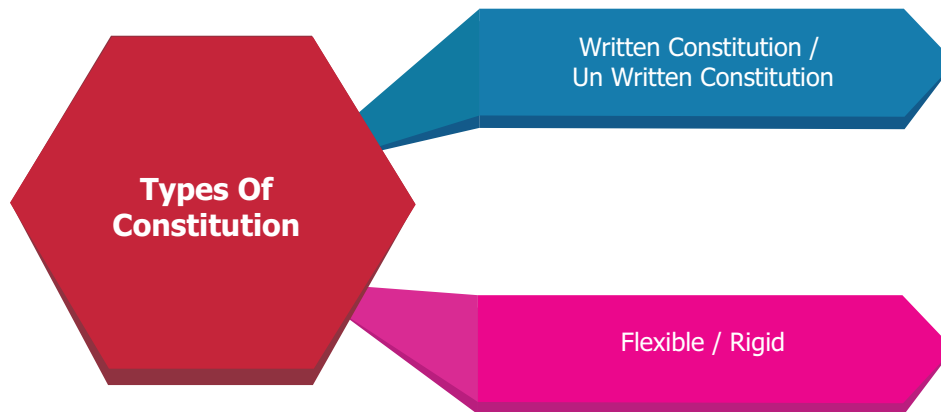 Types Of
Constitution
Written Constitution /
Un Written Constitution
Flexible / Rigid